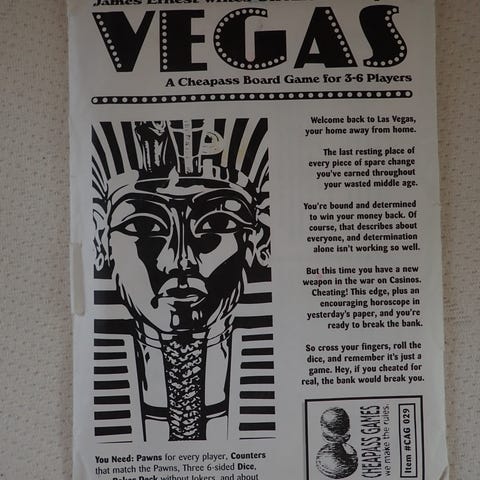 VEGAS
A Cheapass Board Game for 3-6 Players
Welcome back to Las Vegas,
your home away from home.
The last resting place of
every piece of spare change
you've earned throughout
your wasted middle age.
You're bound and determined
to win your money back. Of
course, that describes about
everyone, and determination
alone isn't working so well.
But this time you have a new
weapon in the war on Casinos.
Cheating! This edge, plus an
encouraging horoscope in
yesterday's paper, and you're
ready to break the bank.
So cross your fingers, roll the
dice, and remember it's just a
game. Hey, if you cheated for
real, the bank would break you.
You Need: Pawns for every player, Counters
that match the Pawns, Three 6-sided Dice,
Poker Deck without Jokers, and about
CHEAPASS GAMES
we make the rules.
Item #CAG 029